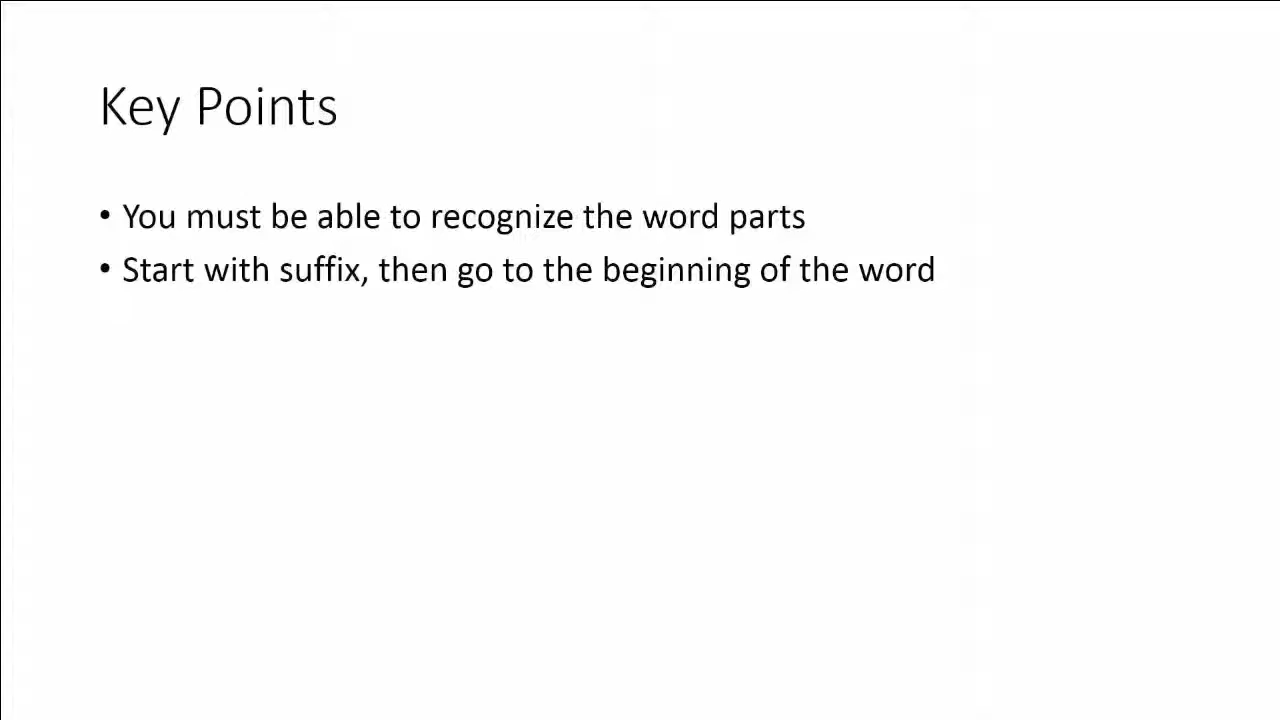 Key Points
• You must be able to recognize the word parts
• Start with suffix, then go to the beginning of the word